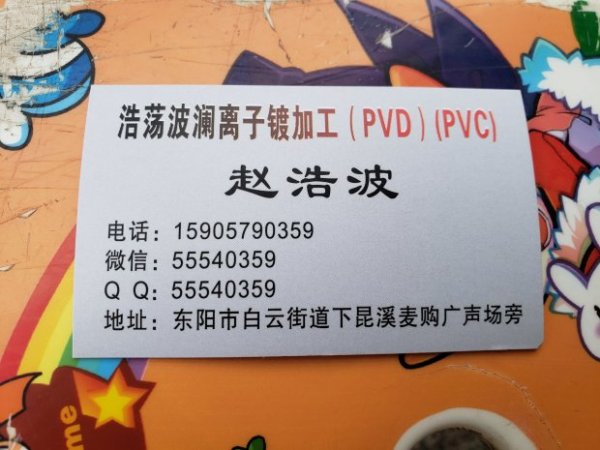 浩荡波澜离子镀加工（PVD）(PVC)
赵浩波
电话：15905790359
微信：55540359
Q Q：55540359
地址：东阳市白云街道下昆溪麦购广声场旁
me